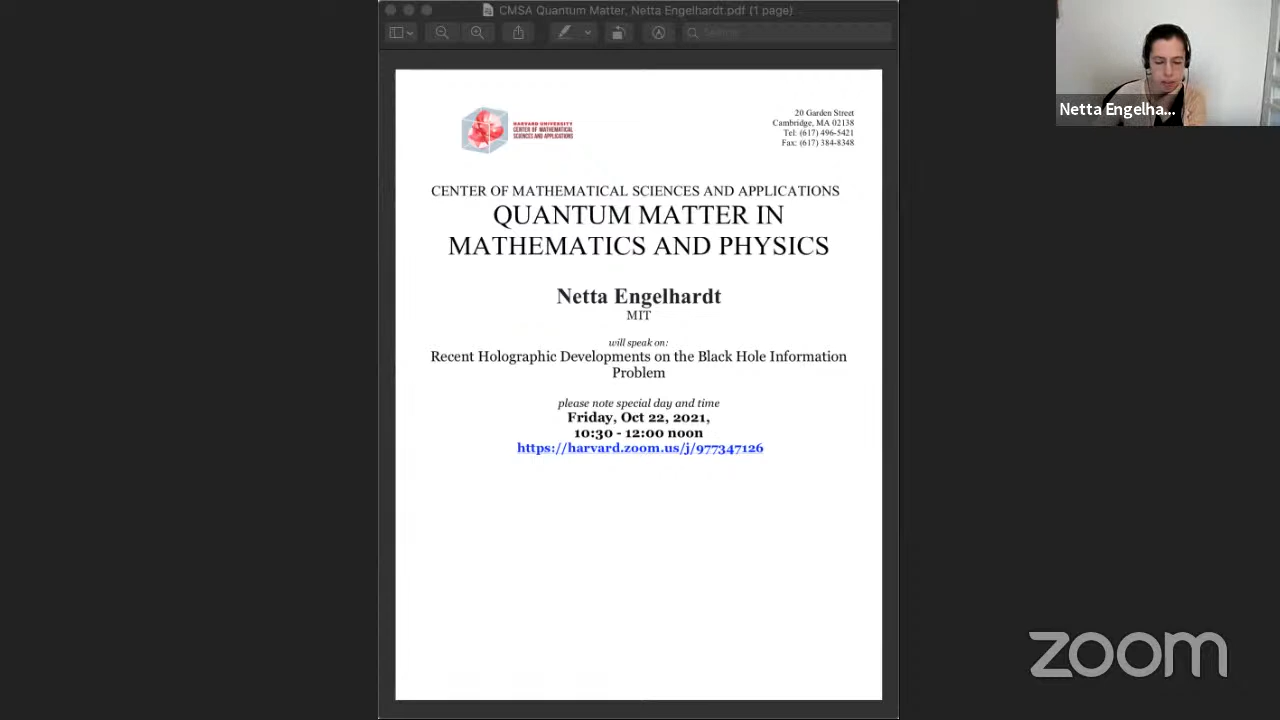 CMSA Quantum Matter, Netta Engelhardt.pdf (1 page)
Search
Netta Engelha...
HARVARD UNIVERSITY
CENTER OF MATHEMATICAL
SCIENCES AND APPLICATIONS
20 Garden Street
Cambridge, MA 02138
Tel: (617) 496-5421
Fax: (617) 384-8348
CENTER OF MATHEMATICAL SCIENCES AND APPLICATIONS
QUANTUM MATTER IN
MATHEMATICS AND PHYSICS
Netta Engelhardt
MIT
will speak on:
Recent Holographic Developments on the Black Hole Information
Problem
please note special day and time
Friday, Oct 22, 2021,
10:30 - 12:00 noon
https://harvard.zoom.us/j/977347126
zoom